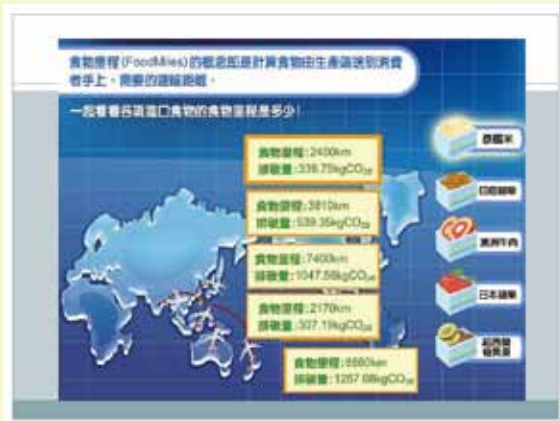 食物里程(FoodMiles)的概念即是計算食物由生產區送到消費
者手上,需要的運輸距離。
一起看看各項進口食物的食物里程是多少!
食物里程:2400km
排碳量:339.75kgCO₂e
食物里程:3810km
排碳量:539.35kgCO₂e
食物里程:7400km
排碳量:1047.56kgCO₂e
食物里程:2170km
排碳量:307.19kgCO₂e
食物里程:8880km
排碳量:1257.08kgCO₂e
泰國米
印尼糖
澳洲牛肉
日本蘋果
紐西蘭
奇異果